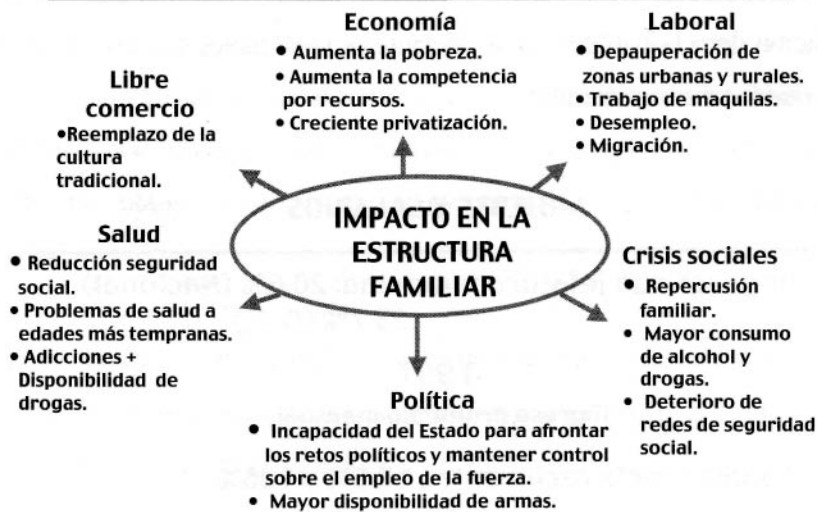 Economía
• Aumenta la pobreza.
• Aumenta la competencia
por recursos.
• Creciente privatización.
Laboral
• Depauperación de
zonas urbanas y rurales.
• Trabajo de maquilas.
• Desempleo.
• Migración.
Libre
comercio
•Reemplazo de la
cultura
tradicional.
IMPACTO EN LA
ESTRUCTURA
FAMILIAR
Salud
• Reducción seguridad
social.
• Problemas de salud a
edades más tempranas.
• Adicciones +
Disponibilidad de
drogas.
Crisis sociales
• Repercusión
familiar.
• Mayor consumo
de alcohol y
drogas.
• Deterioro de
redes de seguridad
social.
Política
• Incapacidad del Estado para afrontar
los retos políticos y mantener control
sobre el empleo de la fuerza.
• Mayor disponibilidad de armas.